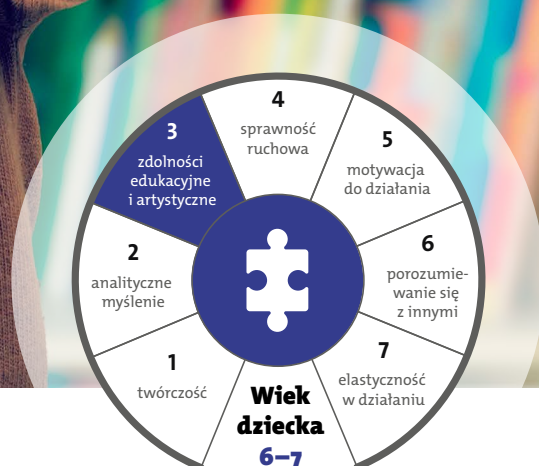 1
twórczość
2
analityczne
myślenie
3
zdolności
edukacyjne
i artystyczne
4
sprawność
ruchowa
5
motywacja
do działania
6
porozumie-
wanie się
z innymi
7
elastyczność
w działaniu
Wiek
dziecka
6–7